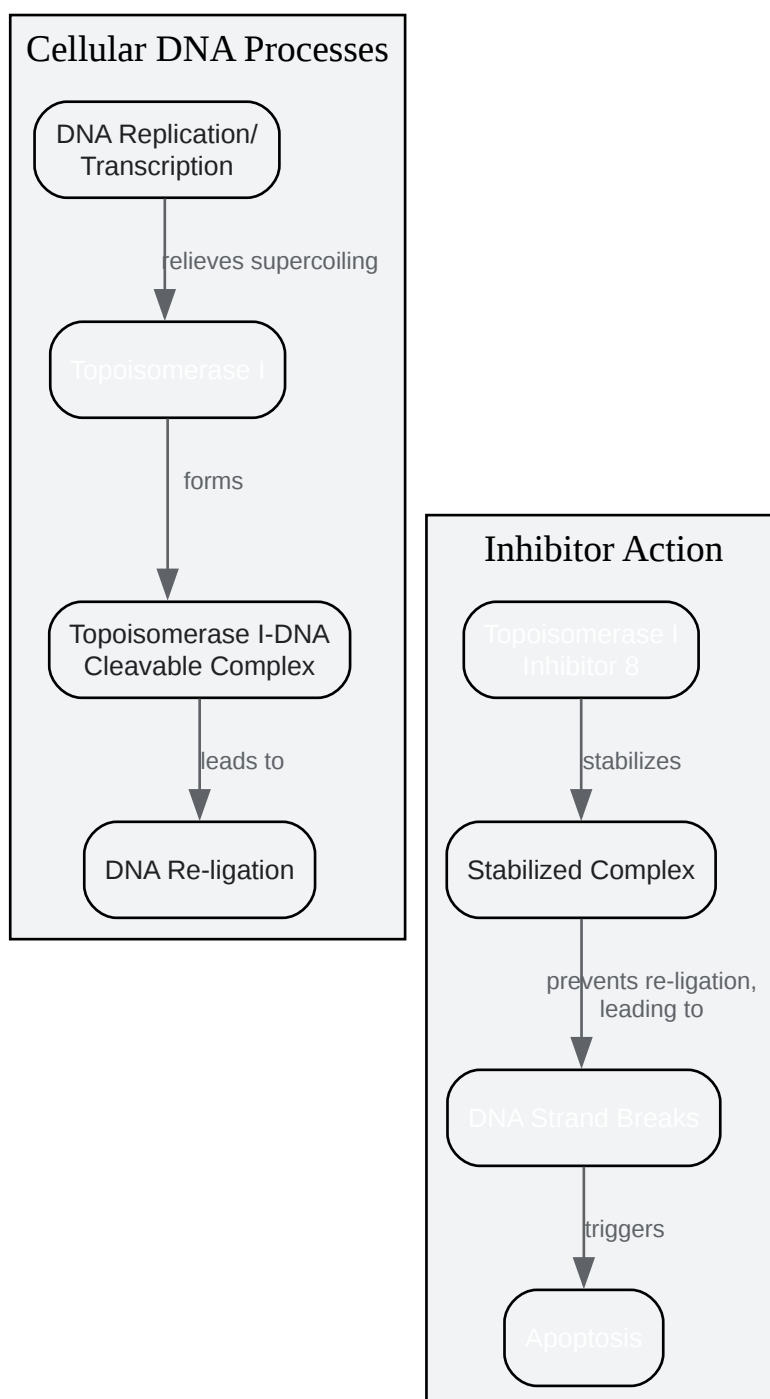 Cellular DNA Processes
DNA Replication/
Transcription
relieves supercoiling
Topoisomerase I
forms
Topoisomerase I-DNA
Cleavable Complex
leads to
DNA Re-ligation
Inhibitor Action
Topoisomerase I
Inhibitor 8
stabilizes
Stabilized Complex
prevents re-ligation,
leading to
DNA Strand Breaks
triggers
Apoptosis